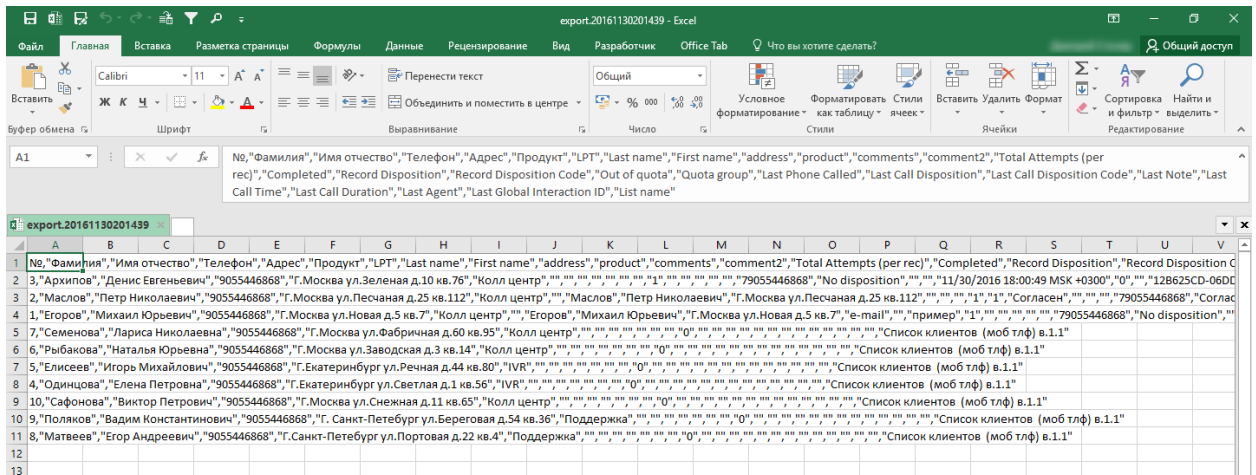 export.20161130201439 - Excel
Файл Главная Вставка Разметка страницы Формулы Данные Рецензирование Вид Разработчик Office Tab Что вы хотите сделать? Общий доступ
Вставить Calibri 11 Перенести текст Общий Условное форматирование Форматировать как таблицу Стили ячеек Вставить Удалить Формат Сортировка и фильтр Найти и выделить
Ж К Ч Объединить и поместить в центре % 000
Буфер обмена Шрифт Выравнивание Число Стили Ячейки Редактирование
A1 fx №,"Фамилия","Имя отчество","Телефон","Адрес","Продукт","LPT","Last name","First name","address","product","comments","comment2","Total Attempts (per
rec)","Completed","Record Disposition","Record Disposition Code","Out of quota","Quota group","Last Phone Called","Last Call Disposition","Last Call Disposition Code","Last Note","Last
Call Time","Last Call Duration","Last Agent","Last Global Interaction ID","List name"
export.20161130201439
A B C D E F G H I J K L M N O P Q R S T U V
1 №,"Фамилия","Имя отчество","Телефон","Адрес","Продукт","LPT","Last name","First name","address","product","comments","comment2","Total Attempts (per rec)","Completed","Record Disposition","Record Disposition C
2 3,"Архипов","Денис Евгеньевич","9055446868","Г.Москва ул.Зеленая д.10 кв.76","Колл центр","","","","","","","","1","","","","","","79055446868","No disposition","","","11/30/2016 18:00:49 MSK +0300","0","","12B625CD-06DD
3 2,"Маслов","Петр Николаевич","9055446868","Г.Москва ул.Песчаная д.25 кв.112","Колл центр","","Маслов","Петр Николаевич","Г.Москва ул.Песчаная д.25 кв.112","","","","1","1","Согласен","","","","79055446868","Соглас
4 1,"Егоров","Михаил Юрьевич","9055446868","Г.Москва ул.Новая д.5 кв.7","Колл центр","","Егоров","Михаил Юрьевич","Г.Москва ул.Новая д.5 кв.7","e-mail","","пример","1","","","","","","79055446868","No disposition",""
5 7,"Семенова","Лариса Николаевна","9055446868","Г.Москва ул.Фабричная д.60 кв.95","Колл центр","","","","","","","","0","","","","","","","","","","","","","","Список клиентов (моб тлф) в.1.1"
6 6,"Рыбакова","Наталья Юрьевна","9055446868","Г.Москва ул.Заводская д.3 кв.14","Колл центр","","","","","","","","0","","","","","","","","","","","","","","Список клиентов (моб тлф) в.1.1"
7 5,"Елисеев","Игорь Михайлович","9055446868","Г.Екатеринбург ул.Речная д.44 кв.80","IVR","","","","","","","","0","","","","","","","","","","","","","","Список клиентов (моб тлф) в.1.1"
8 4,"Одинцова","Елена Петровна","9055446868","Г.Екатеринбург ул.Светлая д.1 кв.56","IVR","","","","","","","","0","","","","","","","","","","","","","","Список клиентов (моб тлф) в.1.1"
9 10,"Сафонова","Виктор Петрович","9055446868","Г.Москва ул.Снежная д.11 кв.65","Колл центр","","","","","","","","0","","","","","","","","","","","","","","Список клиентов (моб тлф) в.1.1"
10 9,"Поляков","Вадим Константинович","9055446868","Г. Санкт-Петебург ул.Береговая д.54 кв.36","Поддержка","","","","","","","","0","","","","","","","","","","","","","","Список клиентов (моб тлф) в.1.1"
11 8,"Матвеев","Егор Андреевич","9055446868","Г.Санкт-Петебург ул.Портовая д.22 кв.4","Поддержка","","","","","","","","0","","","","","","","","","","","","","","Список клиентов (моб тлф) в.1.1"
12
13